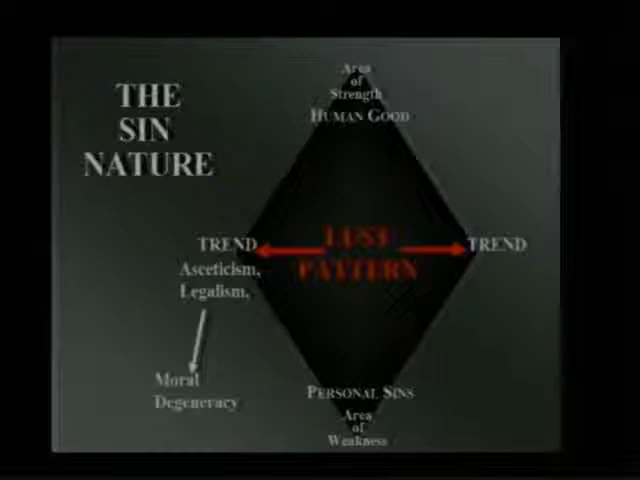 THE
SIN
NATURE
Area
of
Strength
HUMAN GOOD
TREND
LUST
PATTERN
TREND
Asceticism,
Legalism,
Moral
Degeneracy
PERSONAL SINS
Area
of
Weakness